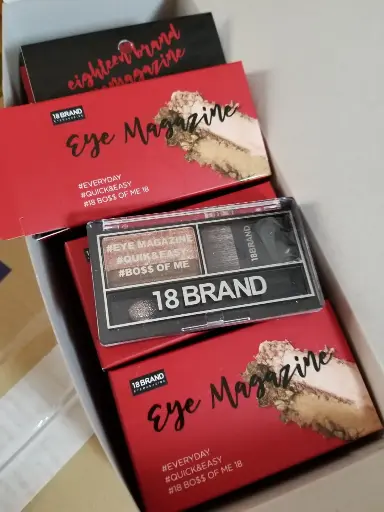 eighteen brand
magazine
18 BRAND
Eye Magazine
#EVERYDAY
#QUICK&EASY
#18 BO$$ OF ME 18
#EYE MAGAZINE
#QUIK&EASY
#BO$$ OF ME
18BRAND
18 BRAND
18 BRAND
Eye Magazine
#EVERYDAY
#QUICK&EASY
#18 BO$$ OF ME 18